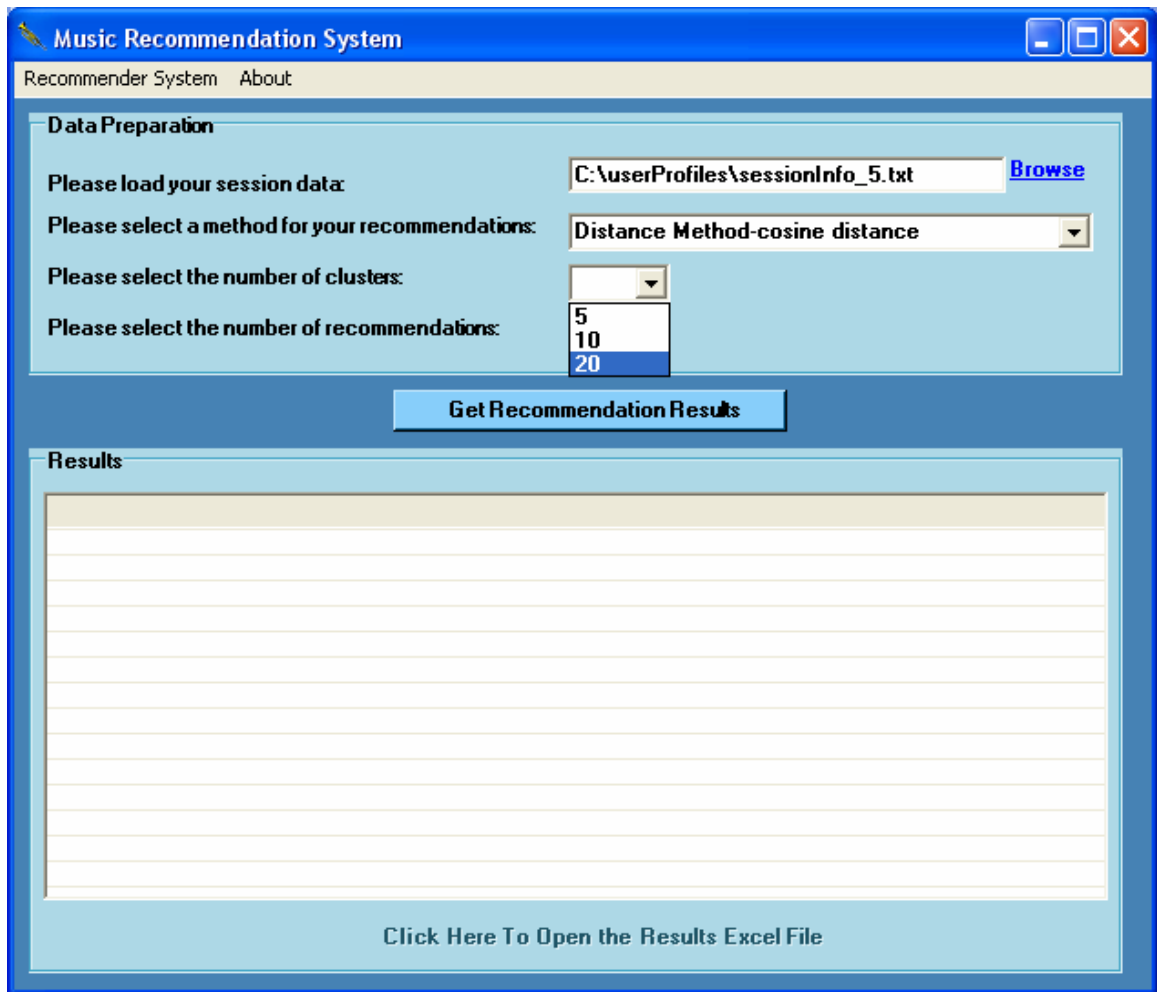 Music Recommendation System
Recommender System About
Data Preparation
Please load your session data: C:\userProfiles\sessionInfo_5.txt Browse
Please select a method for your recommendations: Distance Method-cosine distance
Please select the number of clusters:
Please select the number of recommendations: 5
10
20
Get Recommendation Results
Results
Click Here To Open the Results Excel File